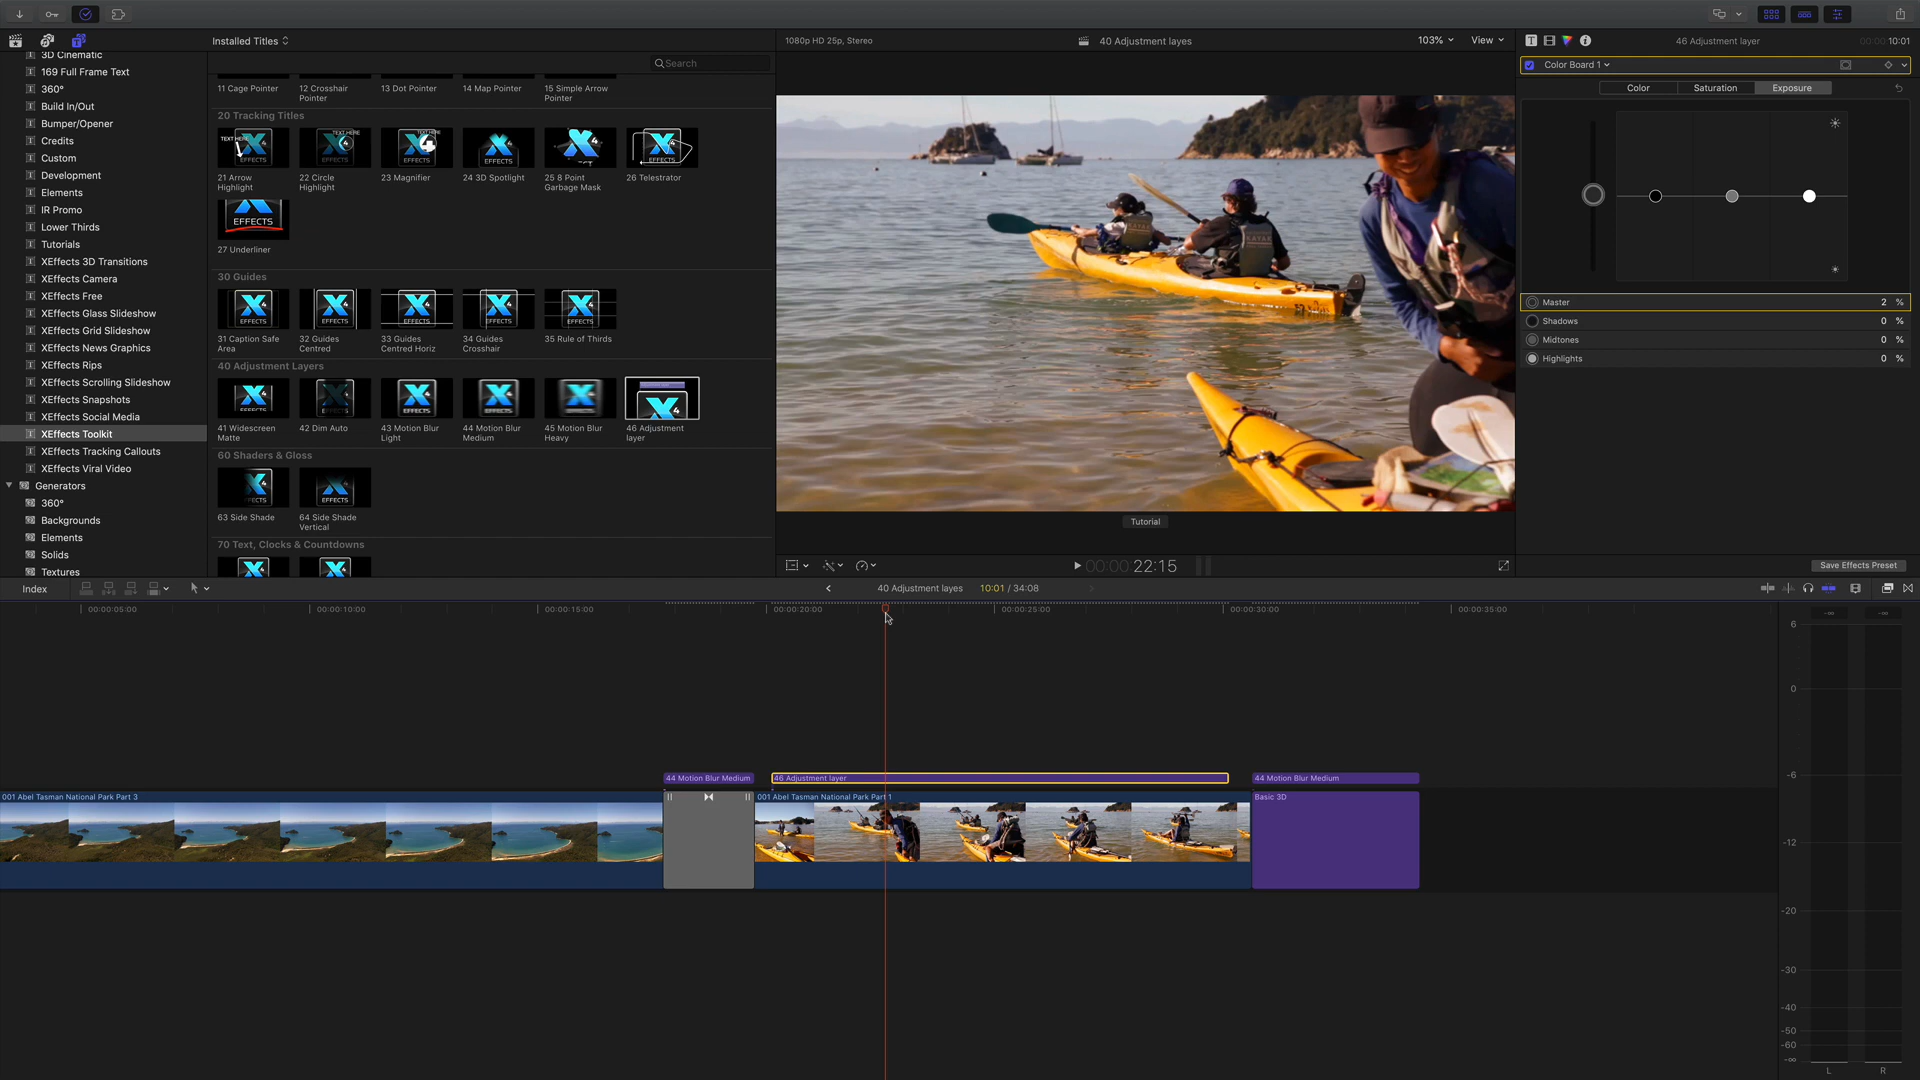 Installed Titles
1080p HD 25p, Stereo
40 Adjustment layes
103%
View
46 Adjustment layer
00:00:10:01
3D Cinematic
169 Full Frame Text
360°
Build In/Out
Bumper/Opener
Credits
Custom
Development
Elements
IR Promo
Lower Thirds
Tutorials
XEffects 3D Transitions
XEffects Camera
XEffects Free
XEffects Glass Slideshow
XEffects Grid Slideshow
XEffects News Graphics
XEffects Rips
XEffects Scrolling Slideshow
XEffects Snapshots
XEffects Social Media
XEffects Toolkit
XEffects Tracking Callouts
XEffects Viral Video
Generators
360°
Backgrounds
Elements
Solids
Textures
Search
11 Cage Pointer
12 Crosshair
Pointer
13 Dot Pointer
14 Map Pointer
15 Simple Arrow
Pointer
20 Tracking Titles
21 Arrow
Highlight
22 Circle
Highlight
23 Magnifier
24 3D Spotlight
25 8 Point
Garbage Mask
26 Telestrator
27 Underliner
30 Guides
31 Caption Safe
Area
32 Guides
Centred
33 Guides
Centred Horiz
34 Guides
Crosshair
35 Rule of Thirds
40 Adjustment Layers
41 Widescreen
Matte
42 Dim Auto
43 Motion Blur
Light
44 Motion Blur
Medium
45 Motion Blur
Heavy
46 Adjustment
layer
60 Shaders & Gloss
63 Side Shade
64 Side Shade
Vertical
70 Text, Clocks & Countdowns
Tutorial
00:00:22:15
Color Board 1
Color
Saturation
Exposure
Master 2 %
Shadows 0 %
Midtones 0 %
Highlights 0 %
Save Effects Preset
Index
40 Adjustment layes
10:01 / 34:08
00:00:05:00
00:00:10:00
00:00:15:00
00:00:20:00
00:00:25:00
00:00:30:00
00:00:35:00
44 Motion Blur Medium
46 Adjustment layer
44 Motion Blur Medium
001 Abel Tasman National Park Part 3
001 Abel Tasman National Park Part 1
Basic 3D
-∞ -∞
6
0
-6
-12
-20
-30
-40
-50
-60
-∞
L R